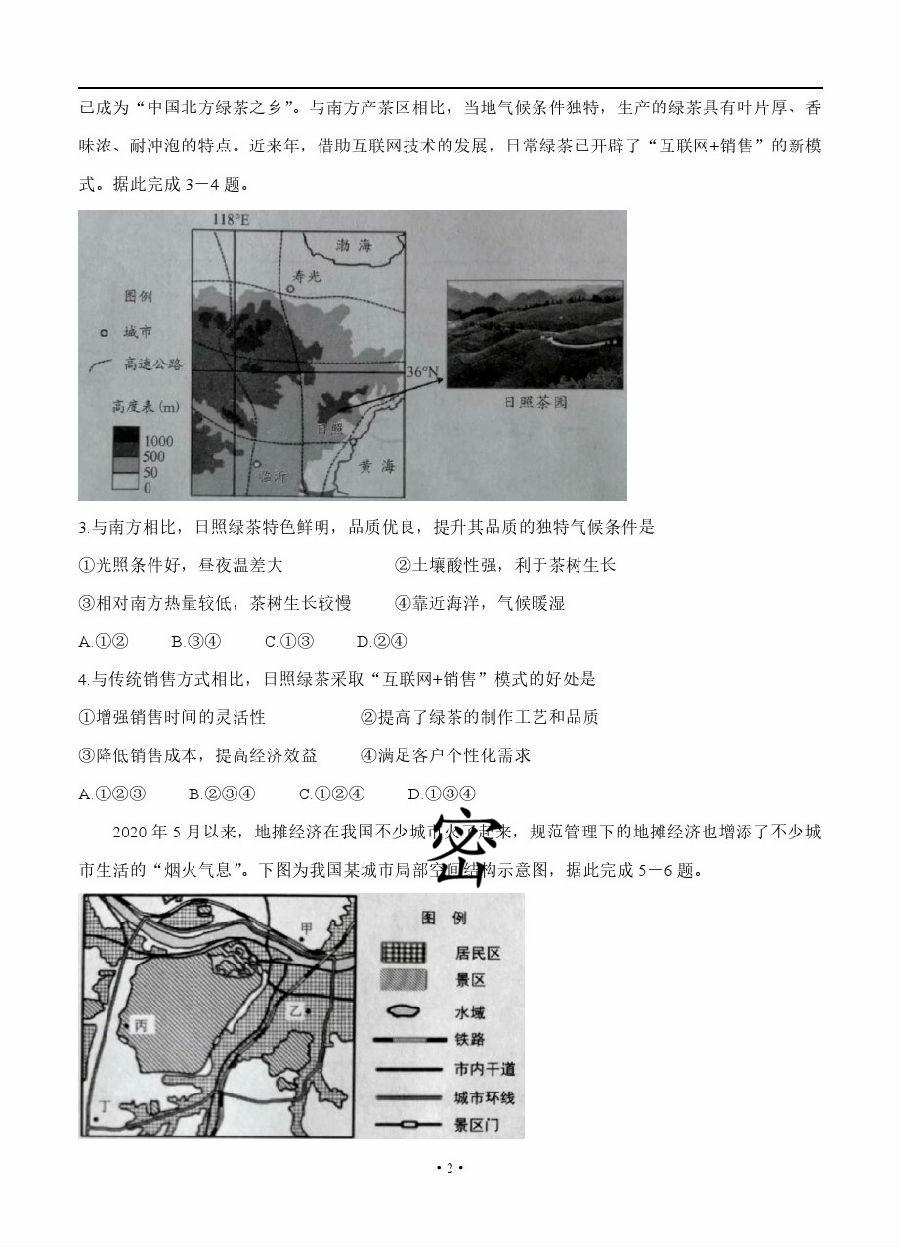 已成为“中国北方绿茶之乡”。与南方产茶区相比，当地气候条件独特，生产的绿茶具有叶片厚、香
味浓、耐冲泡的特点．近来年，借助互联网技术的发展，日常绿茶已开辟了“互联网+销售”的新模
式。据此完成3－4题。
118°E
渤海
寿光
图例
城市
高速公路
36°N
高度表(m)
日照茶园
日照
1000
500
黄海
临沂
50
0
3.与南方相比，日照绿茶特色鲜明，品质优良，提升其品质的独特气候条件是
①光照条件好，昼夜温差大 ②土壤酸性强，利于茶树生长
③相对南方热量较低，茶树生长较慢 ④靠近海洋，气候暖湿
A.①② B.③④ C.①③ D.②④
4.与传统销售方式相比，日照绿茶采取“互联网+销售”模式的好处是
①增强销售时间的灵活性 ②提高了绿茶的制作工艺和品质
③降低销售成本，提高经济效益 ④满足客户个性化需求
A.①②③ B.②③④ C.①②④ D.①③④
2020年5月以来，地摊经济在我国不少城市火了起来，规范管理下的地摊经济也增添了不少城
密
市生活的“烟火气息”。下图为我国某城市局部空间结构示意图，据此完成5－6题。
图例
甲
居民区
景区
乙
水域
丙
铁路
市内干道
丁
城市环线
景区门
·2·